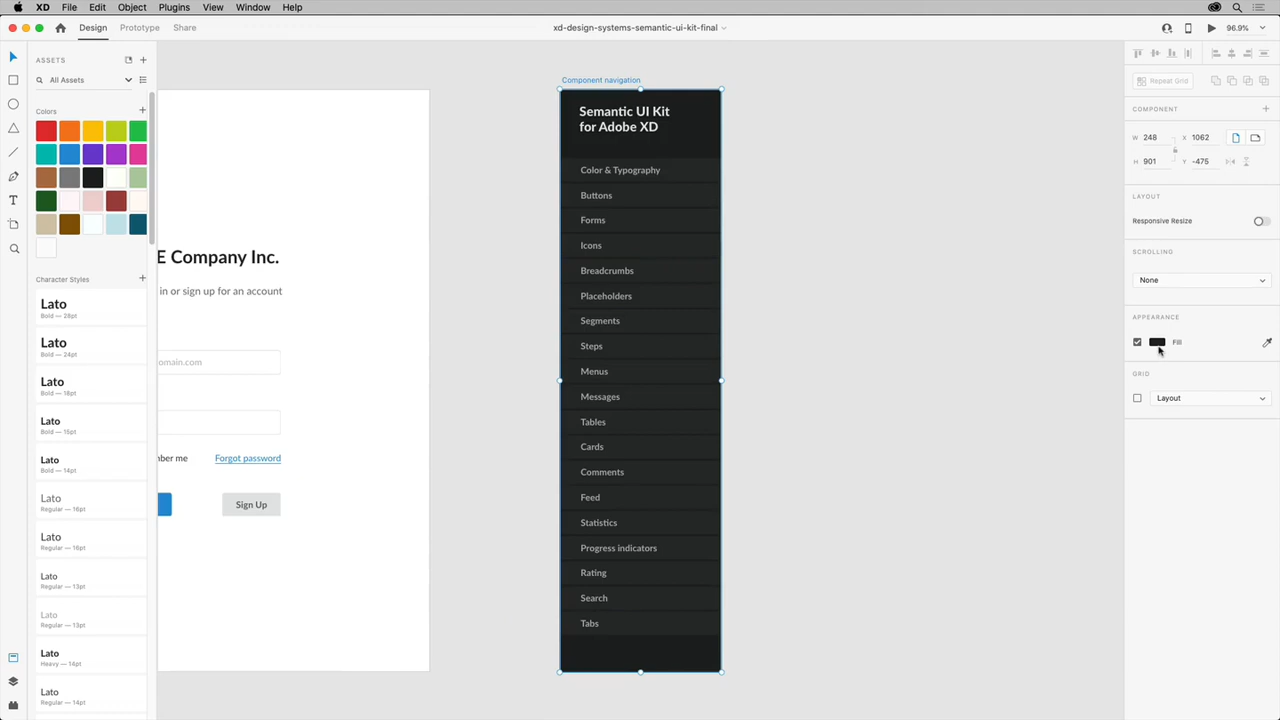 XD File Edit Object Plugins View Window Help
Design Prototype Share
xd-design-systems-semantic-ui-kit-final
96.9%
ASSETS
All Assets
Colors
Character Styles
Lato
Bold — 28pt
Lato
Bold — 24pt
Lato
Bold — 18pt
Lato
Bold — 15pt
Lato
Bold — 14pt
Lato
Regular — 16pt
Lato
Regular — 16pt
Lato
Regular — 13pt
Lato
Regular — 13pt
Lato
Heavy — 14pt
Lato
Regular — 14pt
E Company Inc.
in or sign up for an account
domain.com
mber me Forgot password
Sign Up
Component navigation
Semantic UI Kit
for Adobe XD
Color & Typography
Buttons
Forms
Icons
Breadcrumbs
Placeholders
Segments
Steps
Menus
Messages
Tables
Cards
Comments
Feed
Statistics
Progress indicators
Rating
Search
Tabs
Repeat Grid
COMPONENT
W 248 X 1062
H 901 Y -475
LAYOUT
Responsive Resize
SCROLLING
None
APPEARANCE
Fill
GRID
Layout